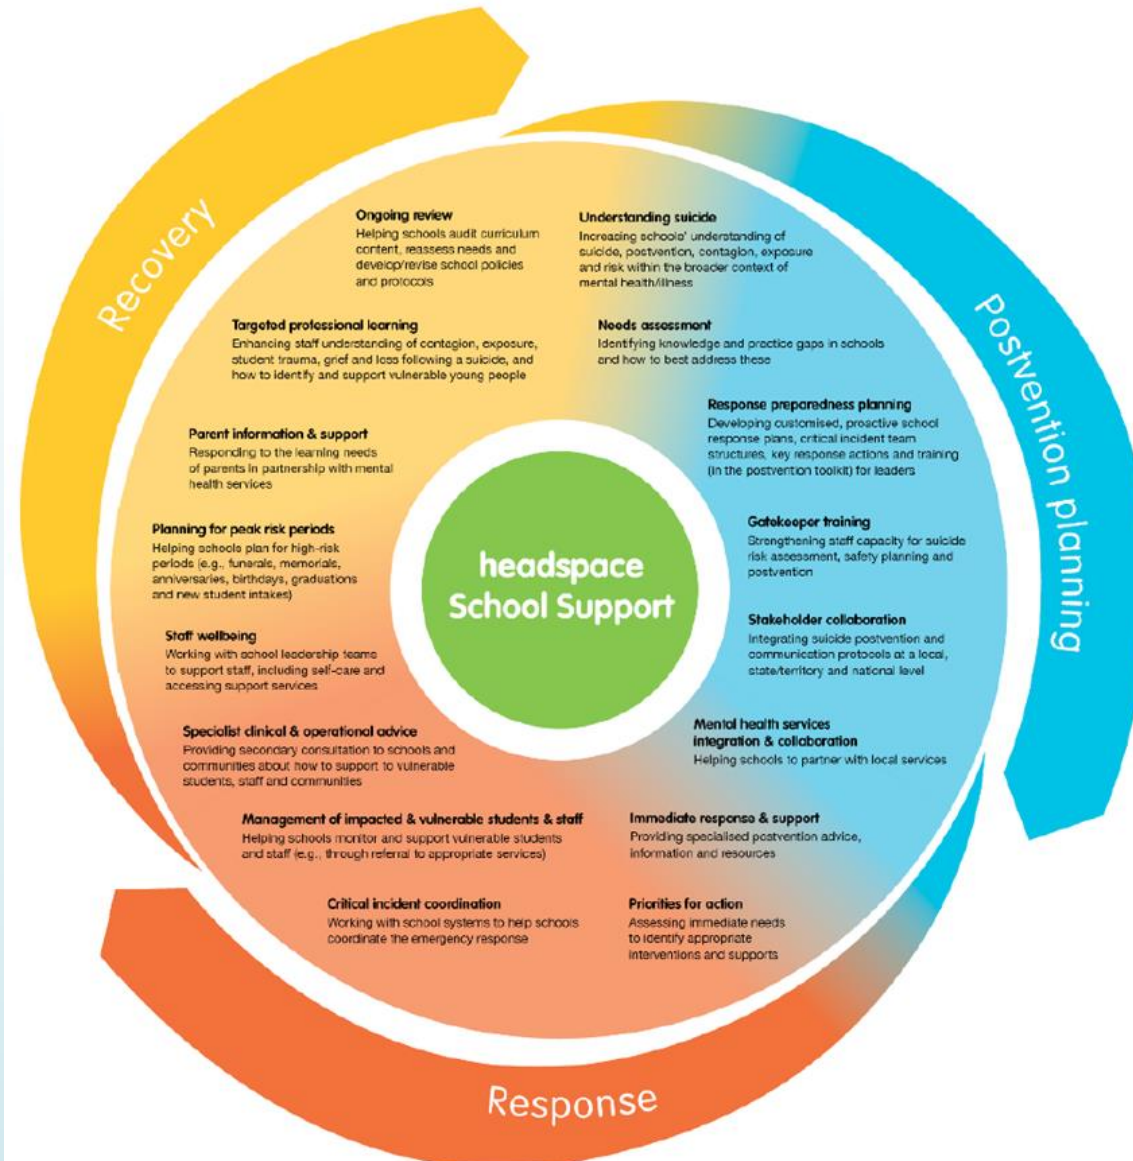 Recovery
Postvention planning
Response
headspace
School Support
Understanding suicide
Increasing schools' understanding of
suicide, postvention, contagion, exposure
and risk within the broader context of
mental health/illness
Needs assessment
Identifying knowledge and practice gaps in schools
and how to best address these
Response preparedness planning
Developing customised, proactive school
response plans, critical incident team
structures, key response actions and training
(in the postvention toolkit) for leaders
Gatekeeper training
Strengthening staff capacity for suicide
risk assessment, safety planning and
postvention
Stakeholder collaboration
Integrating suicide postvention and
communication protocols at a local,
state/territory and national level
Mental health services
integration & collaboration
Helping schools to partner with local services
Immediate response & support
Providing specialised postvention advice,
information and resources
Priorities for action
Assessing immediate needs
to identify appropriate
interventions and supports
Critical incident coordination
Working with school systems to help schools
coordinate the emergency response
Management of impacted & vulnerable students & staff
Helping schools monitor and support vulnerable students
and staff (e.g., through referral to appropriate services)
Specialist clinical & operational advice
Providing secondary consultation to schools and
communities about how to support to vulnerable
students, staff and communities
Staff wellbeing
Working with school leadership teams
to support staff, including self-care and
accessing support services
Planning for peak risk periods
Helping schools plan for high-risk
periods (e.g., funerals, memorials,
anniversaries, birthdays, graduations
and new student intakes)
Parent information & support
Responding to the learning needs
of parents in partnership with mental
health services
Targeted professional learning
Enhancing staff understanding of contagion, exposure,
student trauma, grief and loss following a suicide, and
how to identify and support vulnerable young people
Ongoing review
Helping schools audit curriculum
content, reassess needs and
develop/revise school policies
and protocols